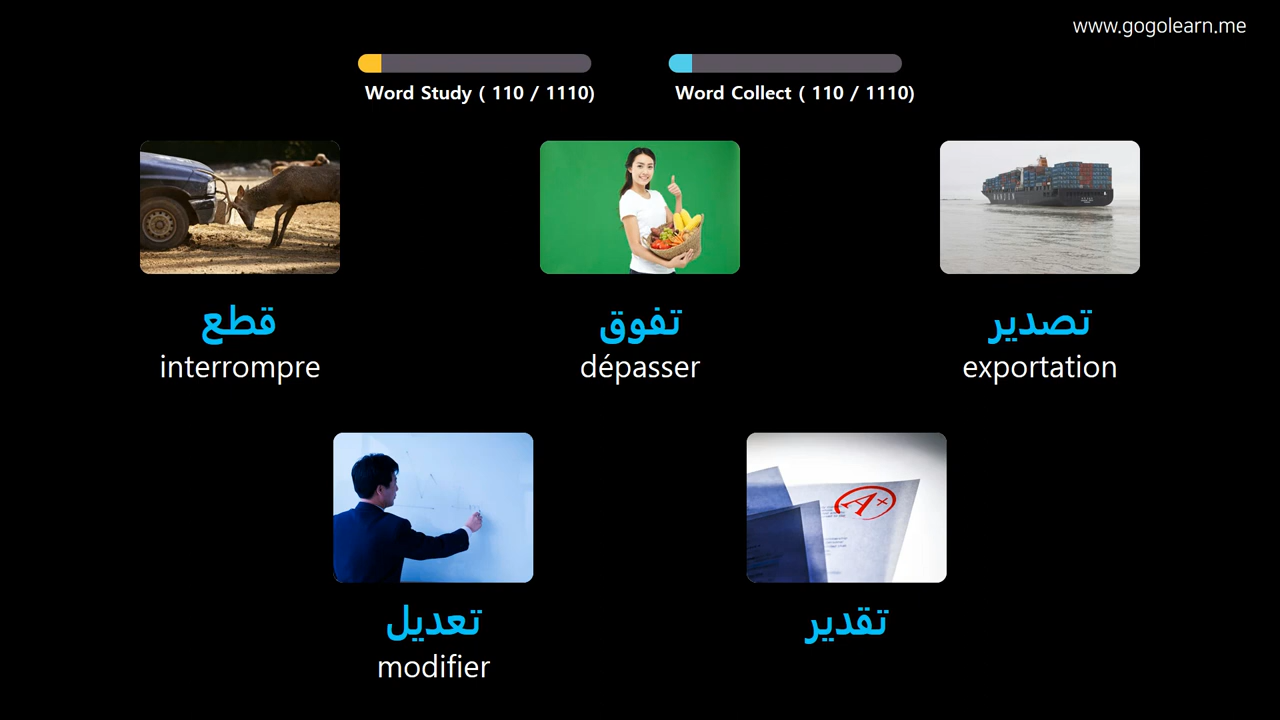 www.gogolearn.me
Word Study ( 110 / 1110)
Word Collect ( 110 / 1110)
قطع
interrompre
تفوق
dépasser
تصدير
exportation
تعديل
modifier
A+
تقدير